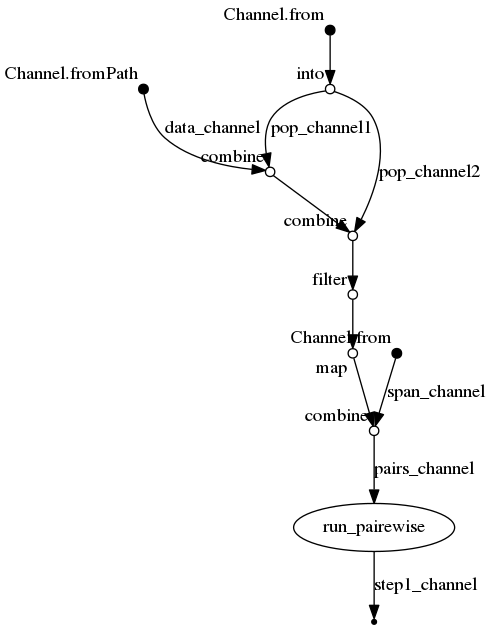 Channel.from
Channel.fromPath
into
data_channel
pop_channel1
combine
pop_channel2
combine
filter
Channel.from
map
span_channel
combine
pairs_channel
run_pairewise
step1_channel